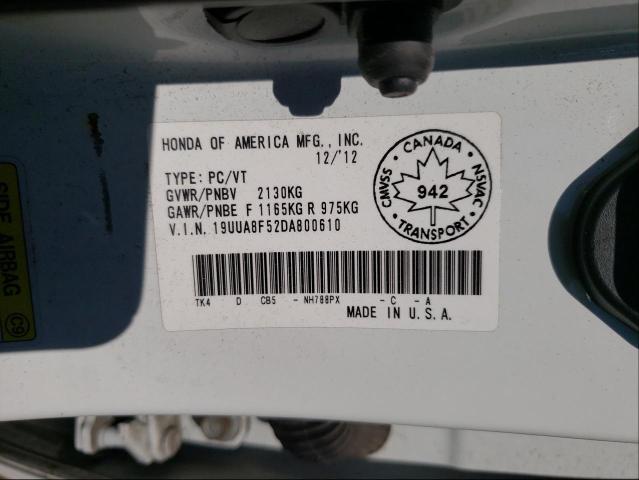 HONDA OF AMERICA MFG., INC.
12/'12
TYPE: PC/VT
GVWR/PNBV 2130KG
GAWR/PNBE F 1165KG R 975KG
V.I.N. 19UUA8F52DA800610
CANADA
CMVSS
NSVAC
942
TRANSPORT
TK4 D CB5 - NH788PX - C - A
MADE IN U.S.A.
SIDE AIRBAG
C9